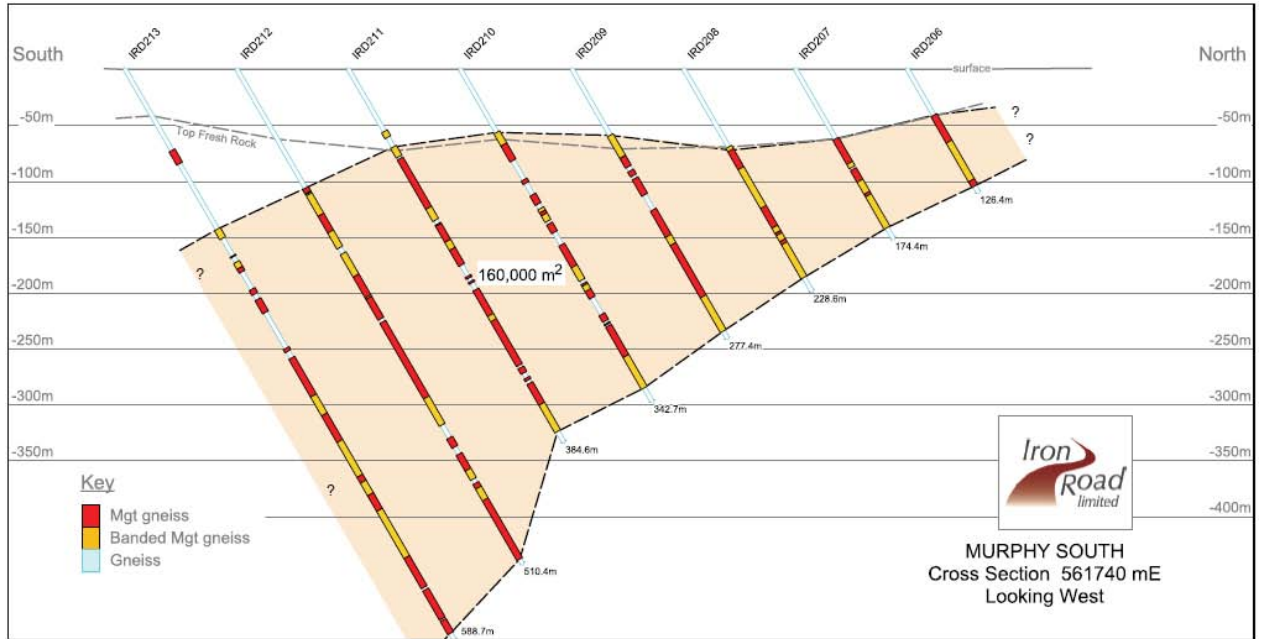 IRD213
IRD212
IRD211
IRD210
IRD209
IRD208
IRD207
IRD206
South
North
surface
-50m
-50m
Top Fresh Rock
?
?
-100m
-100m
126.4m
-150m
-150m
174.4m
?
160,000 m²
-200m
-200m
228.6m
-250m
-250m
277.4m
-300m
-300m
342.7m
384.6m
-350m
-350m
?
-400m
510.4m
588.7m
Key
Mgt gneiss
Banded Mgt gneiss
Gneiss
Iron
Road
limited
MURPHY SOUTH
Cross Section 561740 mE
Looking West